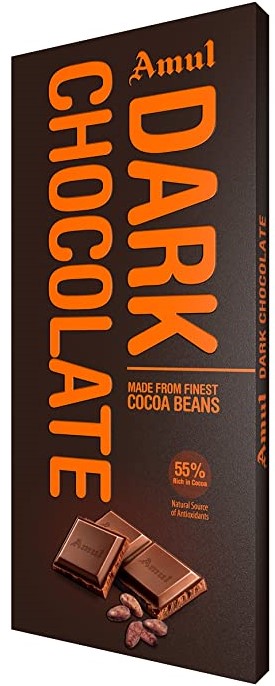 Amul
DARK
CHOCOLATE
MADE FROM FINEST
COCOA BEANS
55%
Rich in Cocoa
Natural Source
of Antioxidants
Amul
Amul DARK CHOCOLATE